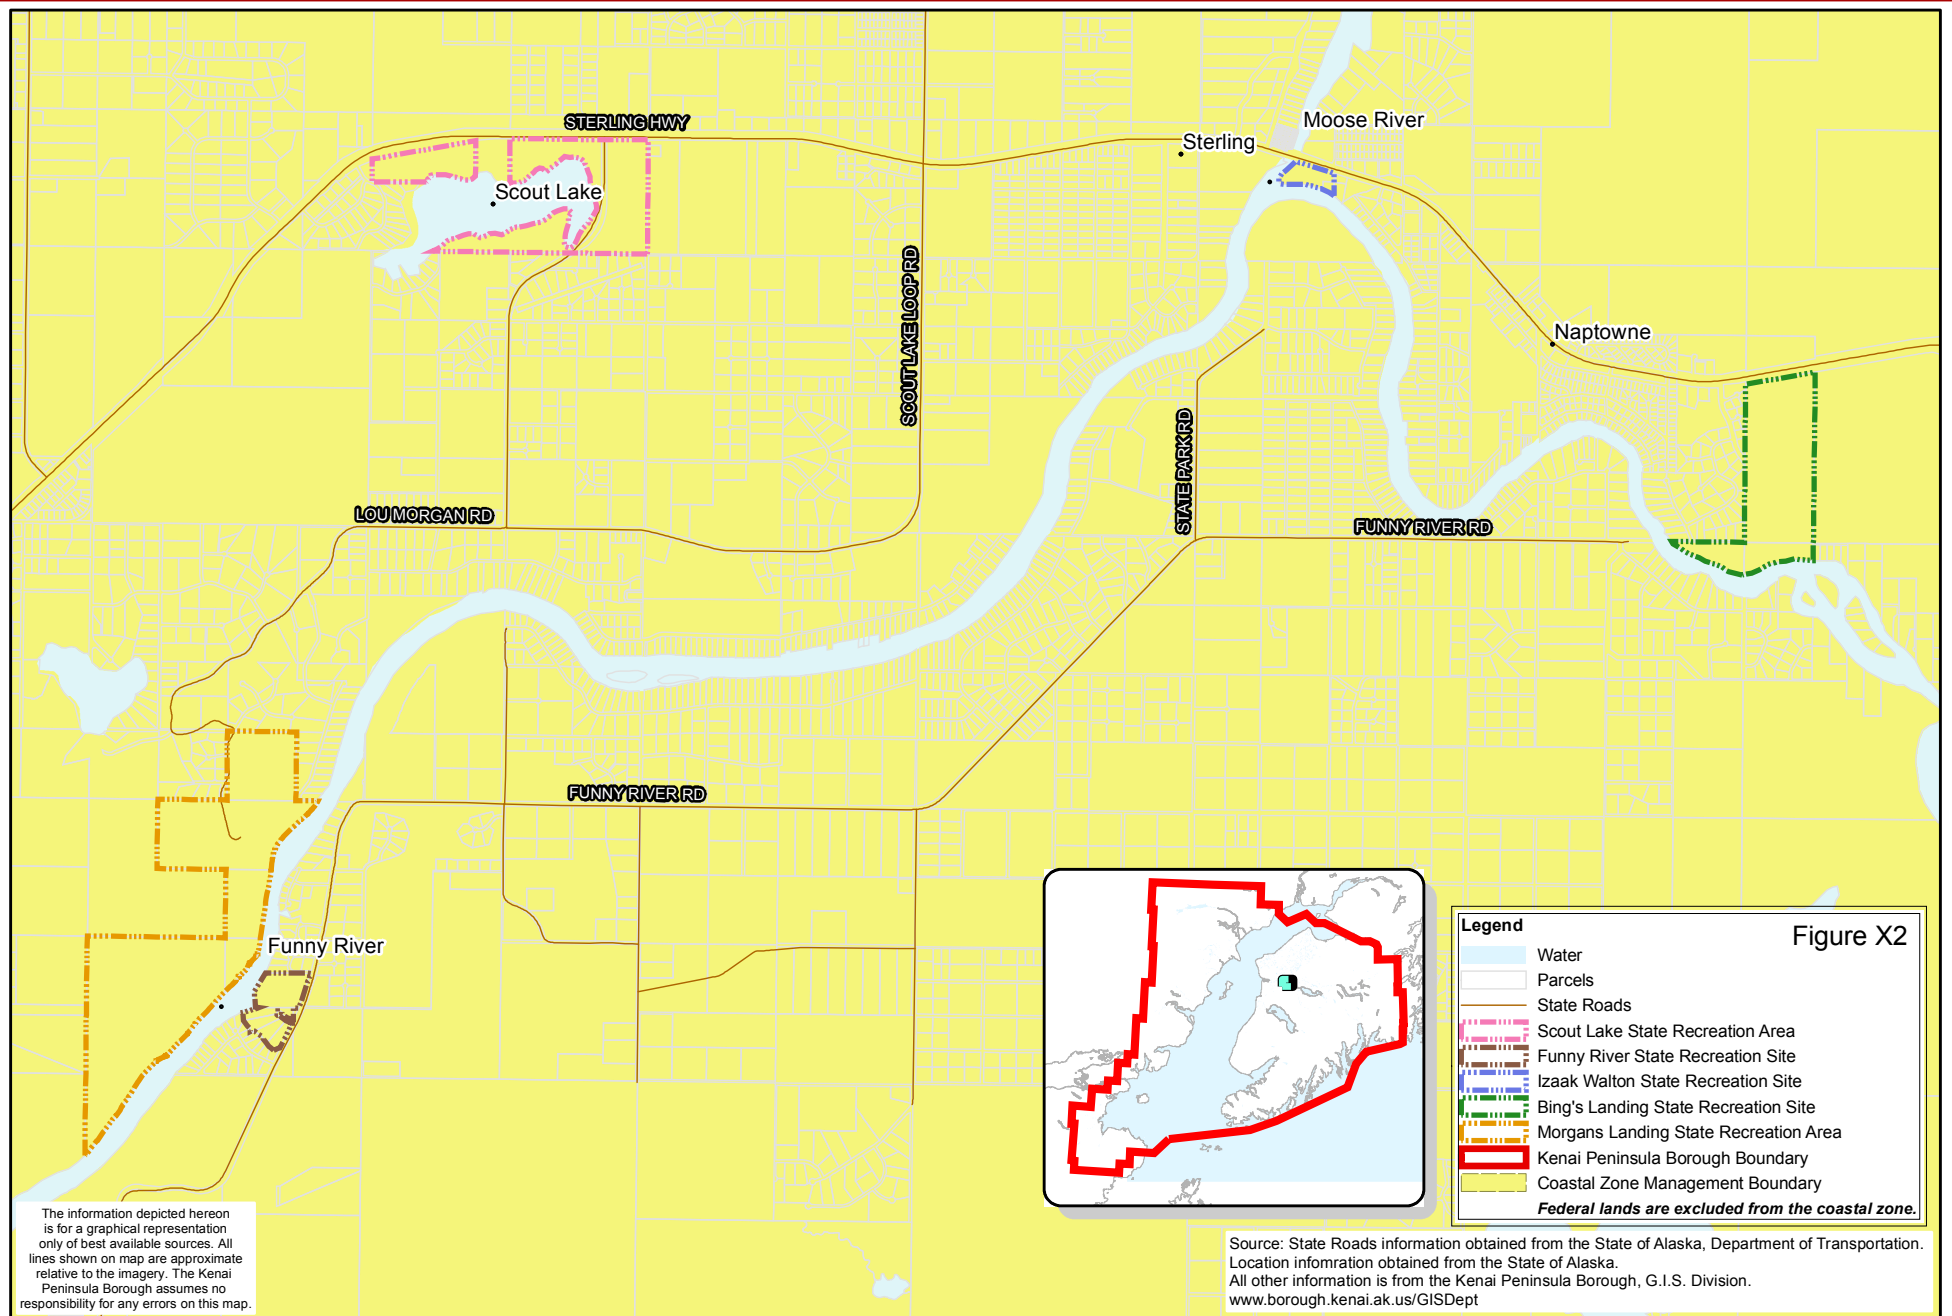 STERLING HWY
Moose River
Sterling
Scout Lake
SCOUT LAKE LOOP RD
Naptowne
STATE PARK RD
LOU MORGAN RD
FUNNY RIVER RD
FUNNY RIVER RD
Funny River
Legend
Figure X2
Water
Parcels
State Roads
Scout Lake State Recreation Area
Funny River State Recreation Site
Izaak Walton State Recreation Site
Bing's Landing State Recreation Site
Morgans Landing State Recreation Area
Kenai Peninsula Borough Boundary
Coastal Zone Management Boundary
Federal lands are excluded from the coastal zone.
The information depicted hereon
is for a graphical representation
only of best available sources. All
lines shown on map are approximate
relative to the imagery. The Kenai
Peninsula Borough assumes no
responsibility for any errors on this map.
Source: State Roads information obtained from the State of Alaska, Department of Transportation.
Location infomration obtained from the State of Alaska.
All other information is from the Kenai Peninsula Borough, G.I.S. Division.
www.borough.kenai.ak.us/GISDept